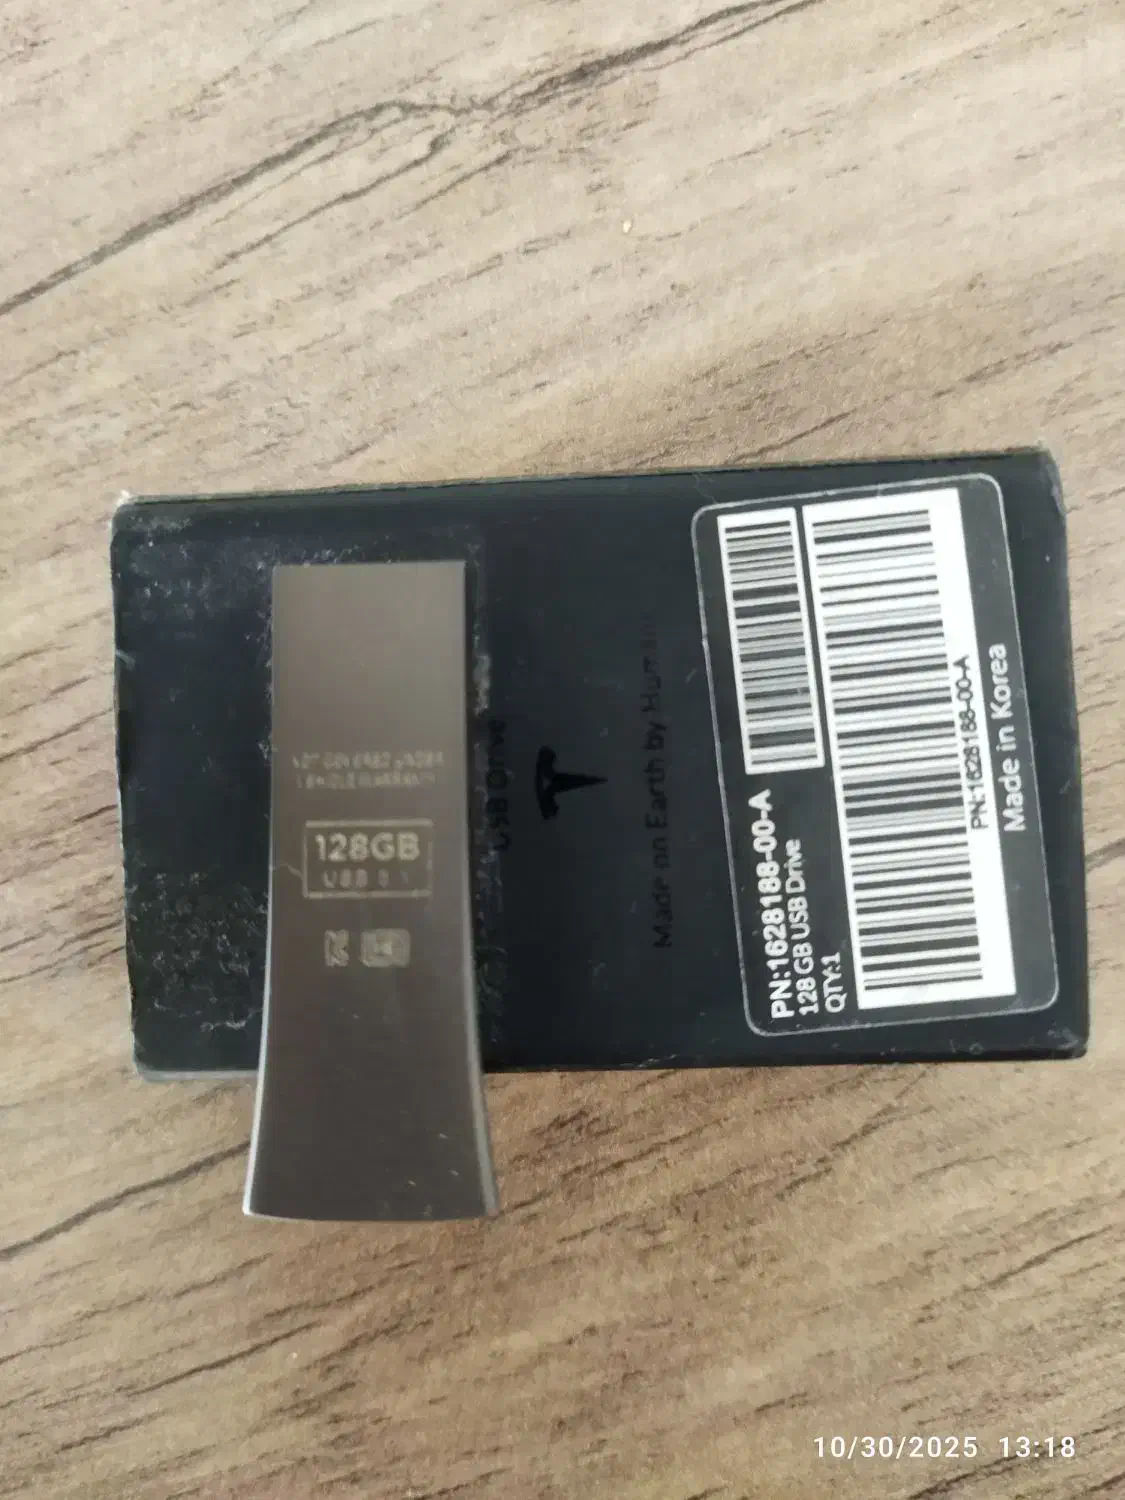 128GB
USB Drive
Made on Earth by Humans
PN:1628188-00-A
128 GB USB Drive
QTY:1
PN:1628188-00-A
Made in Korea
10/30/2025 13:18